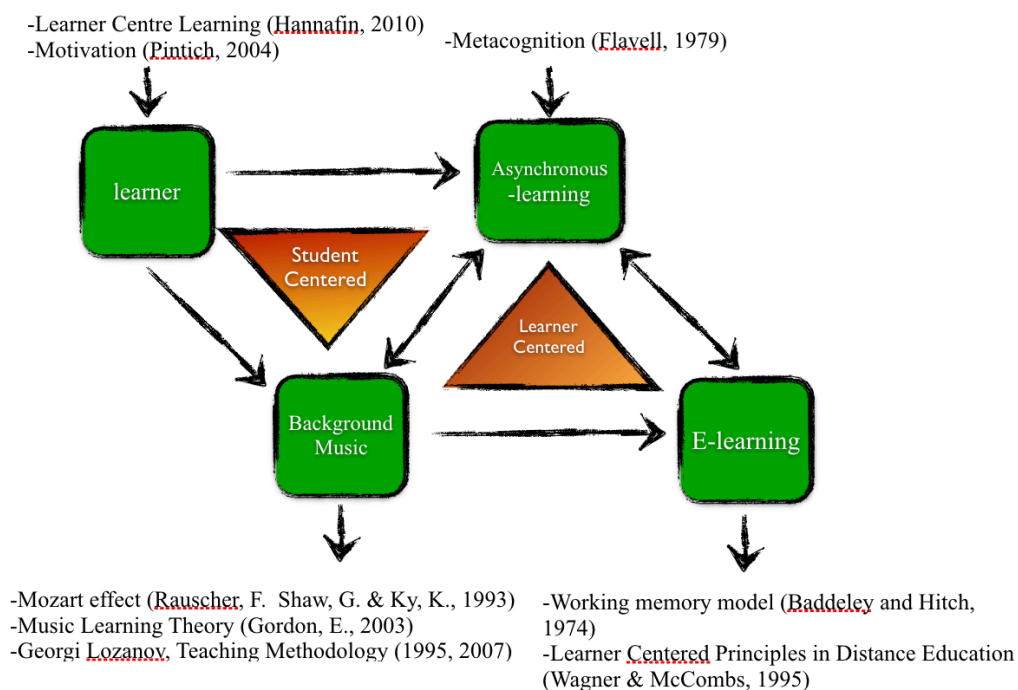 -Learner Centre Learning (Hannafin, 2010)
-Motivation (Pintich, 2004)
-Metacognition (Flavell, 1979)
learner
Asynchronous
-learning
Student
Centered
Learner
Centered
Background
Music
E-learning
-Mozart effect (Rauscher, F. Shaw, G. & Ky, K., 1993)
-Music Learning Theory (Gordon, E., 2003)
-Georgi Lozanov, Teaching Methodology (1995, 2007)
-Working memory model (Baddeley and Hitch,
1974)
-Learner Centered Principles in Distance Education
(Wagner & McCombs, 1995)